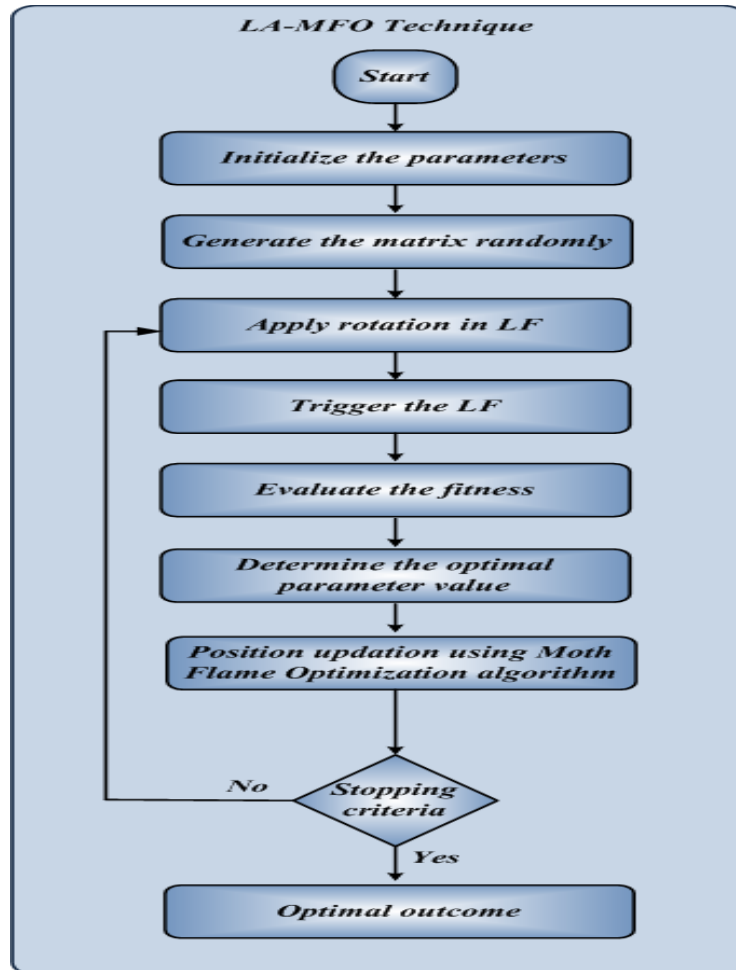 LA-MFO Technique
Start
Initialize the parameters
Generate the matrix randomly
Apply rotation in LF
Trigger the LF
Evaluate the fitness
Determine the optimal
parameter value
Position updation using Moth
Flame Optimization algorithm
No
Stopping
criteria
Yes
Optimal outcome